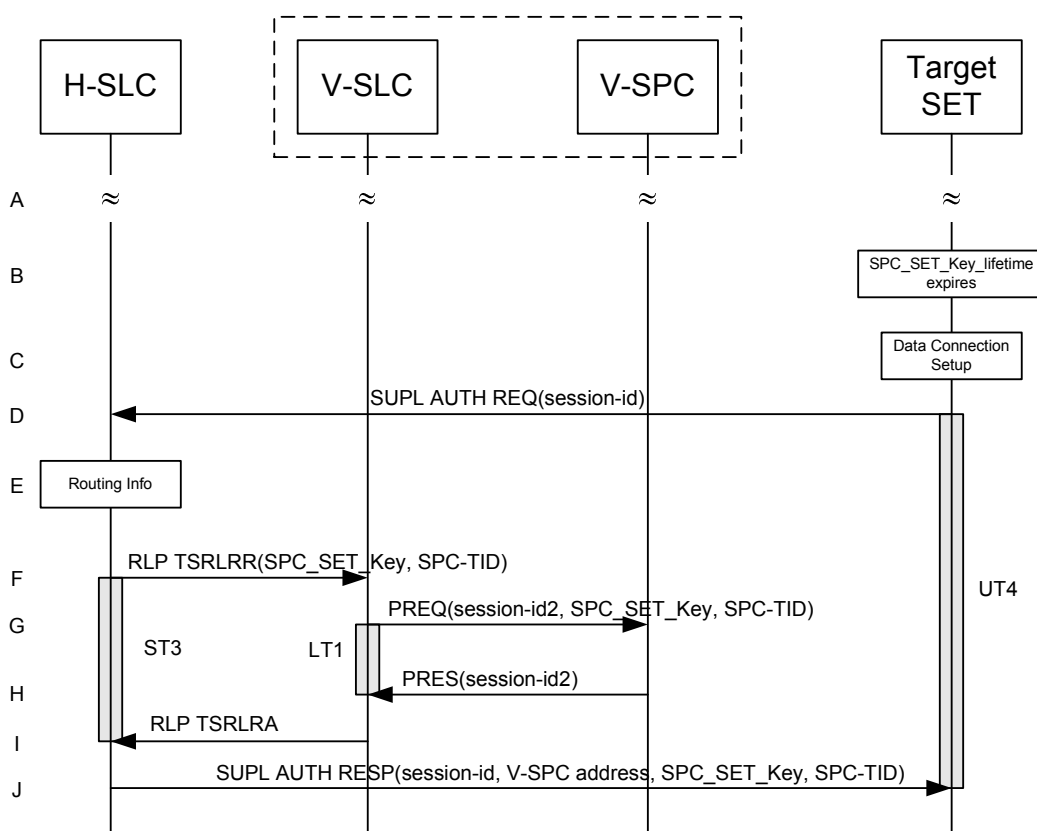 H-SLC
V-SLC
V-SPC
Target
SET
A
≈ ≈ ≈ ≈
B
SPC_SET_Key_lifetime
expires
C
Data Connection
Setup
D
SUPL AUTH REQ(session-id)
E
Routing Info
F
RLP TSRLRR(SPC_SET_Key, SPC-TID)
UT4
G
PREQ(session-id2, SPC_SET_Key, SPC-TID)
ST3
LT1
H
PRES(session-id2)
I
RLP TSRLRA
J
SUPL AUTH RESP(session-id, V-SPC address, SPC_SET_Key, SPC-TID)